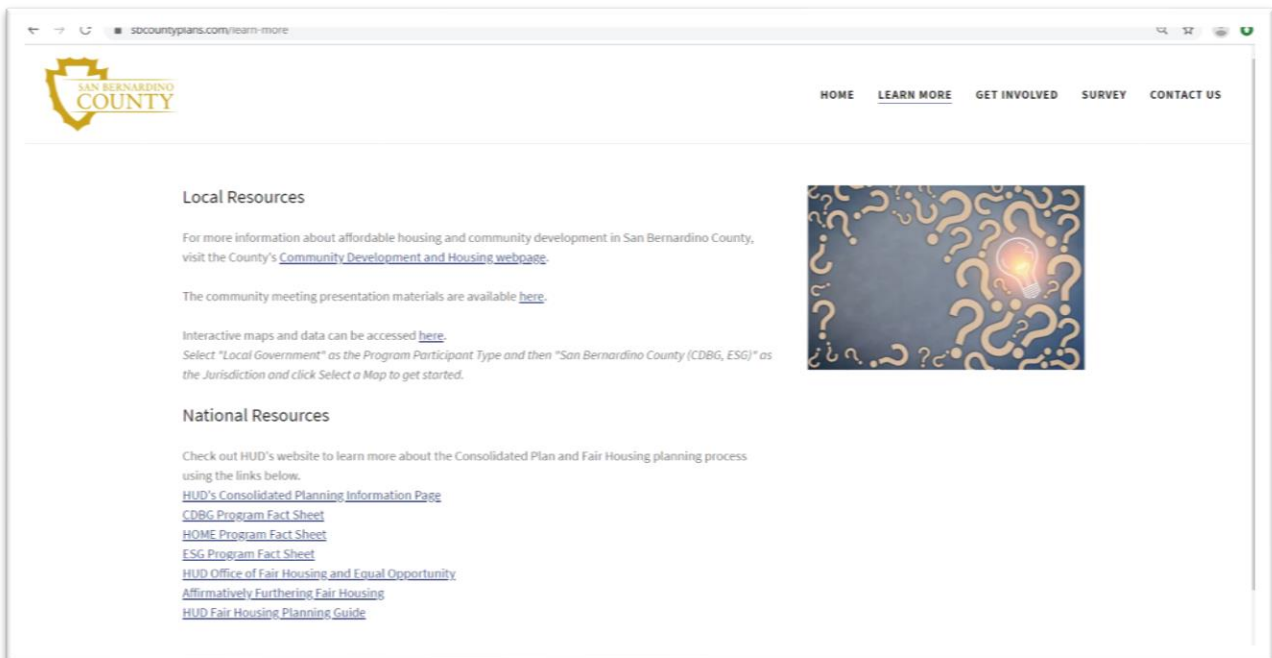 sbcountyplans.com/learn-more
SAN BERNARDINO
COUNTY
HOME LEARN MORE GET INVOLVED SURVEY CONTACT US
Local Resources
For more information about affordable housing and community development in San Bernardino County,
visit the County's Community Development and Housing webpage.
The community meeting presentation materials are available here.
Interactive maps and data can be accessed here.
Select "Local Government" as the Program Participant Type and then "San Bernardino County (CDBG, ESG)" as
the Jurisdiction and click Select a Map to get started.
National Resources
Check out HUD's website to learn more about the Consolidated Plan and Fair Housing planning process
using the links below.
HUD's Consolidated Planning Information Page
CDBG Program Fact Sheet
HOME Program Fact Sheet
ESG Program Fact Sheet
HUD Office of Fair Housing and Equal Opportunity
Affirmatively Furthering Fair Housing
HUD Fair Housing Planning Guide